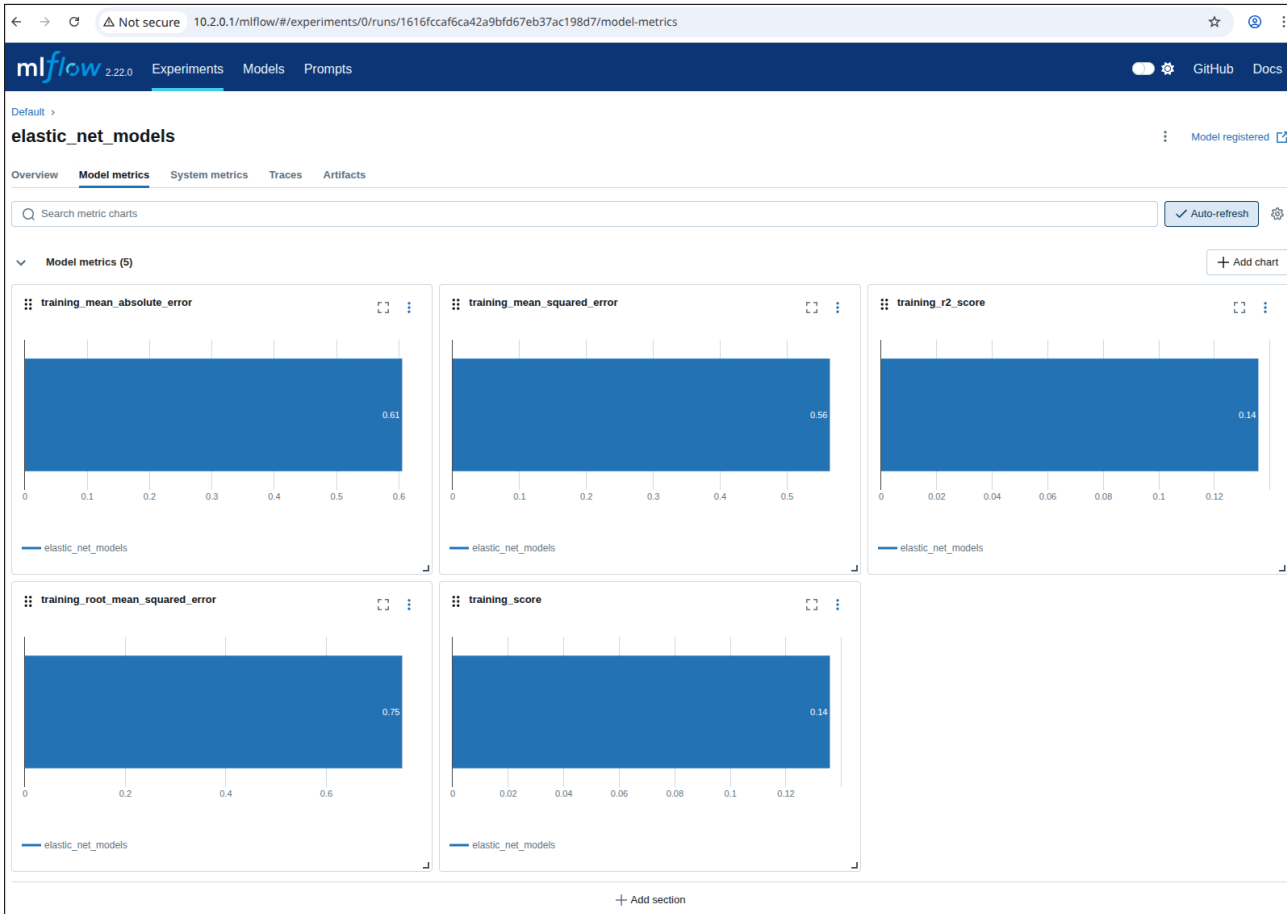 Not secure 10.2.0.1/mlflow/#/experiments/0/runs/1616fccaf6ca42a9bfd67eb37ac198d7/model-metrics
mlflow 2.22.0 Experiments Models Prompts GitHub Docs
Default ›
elastic_net_models Model registered
Overview Model metrics System metrics Traces Artifacts
Search metric charts Auto-refresh
Model metrics (5) Add chart
training_mean_absolute_error
0.61
0 0.1 0.2 0.3 0.4 0.5 0.6
elastic_net_models
training_mean_squared_error
0.56
0 0.1 0.2 0.3 0.4 0.5
elastic_net_models
training_r2_score
0.14
0 0.02 0.04 0.06 0.08 0.1 0.12
elastic_net_models
training_root_mean_squared_error
0.75
0 0.2 0.4 0.6
elastic_net_models
training_score
0.14
0 0.02 0.04 0.06 0.08 0.1 0.12
elastic_net_models
Add section